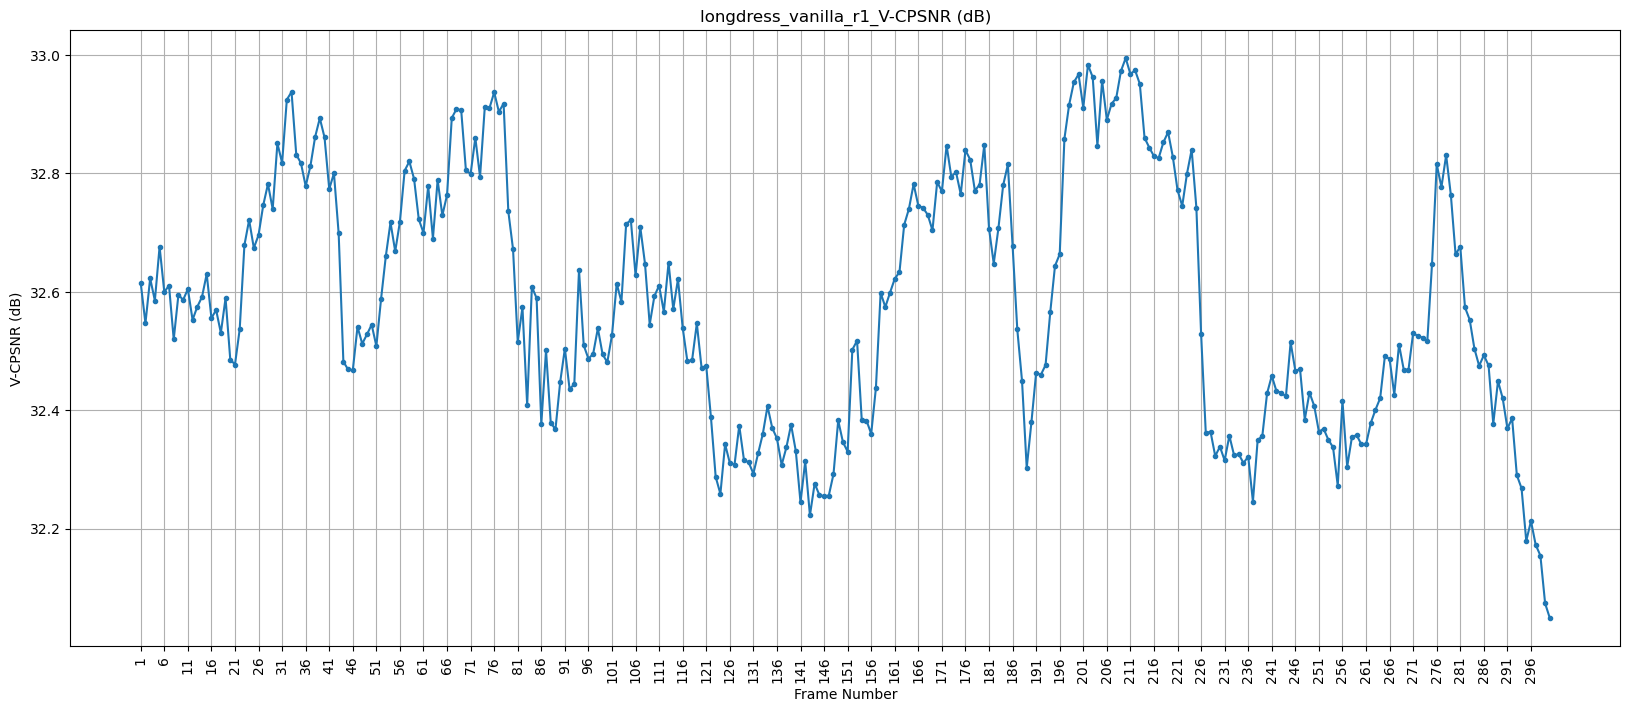 longdress_vanilla_r1_V-CPSNR (dB)
33.0
32.8
32.6
32.4
32.2
V-CPSNR (dB)
1 6 11 16 21 26 31 36 41 46 51 56 61 66 71 76 81 86 91 96 101 106 111 116 121 126 131 136 141 146 151 156 161 166 171 176 181 186 191 196 201 206 211 216 221 226 231 236 241 246 251 256 261 266 271 276 281 286 291 296
Frame Number